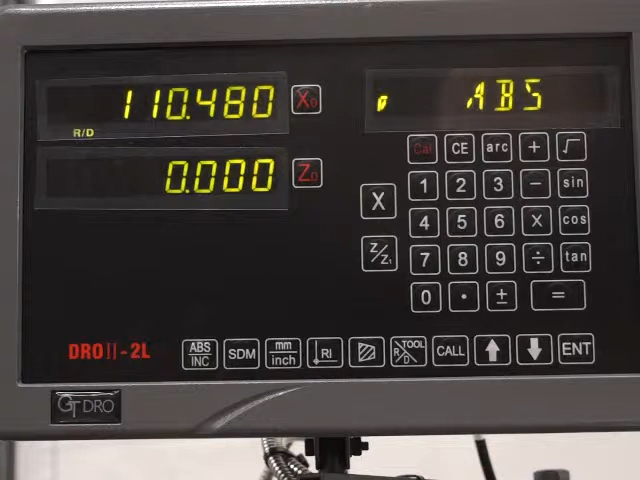 110.480 X₀ ABS
R/D
0.000 Z₀
Cal CE arc + √
X 1 2 3 − sin
4 5 6 × cos
Z/Z₁ 7 8 9 ÷ tan
0 · ± =
DROII-2L ABS/INC SDM mm/inch RI TOOL R/D CALL ⬆ ⬇ ENT
GT DRO